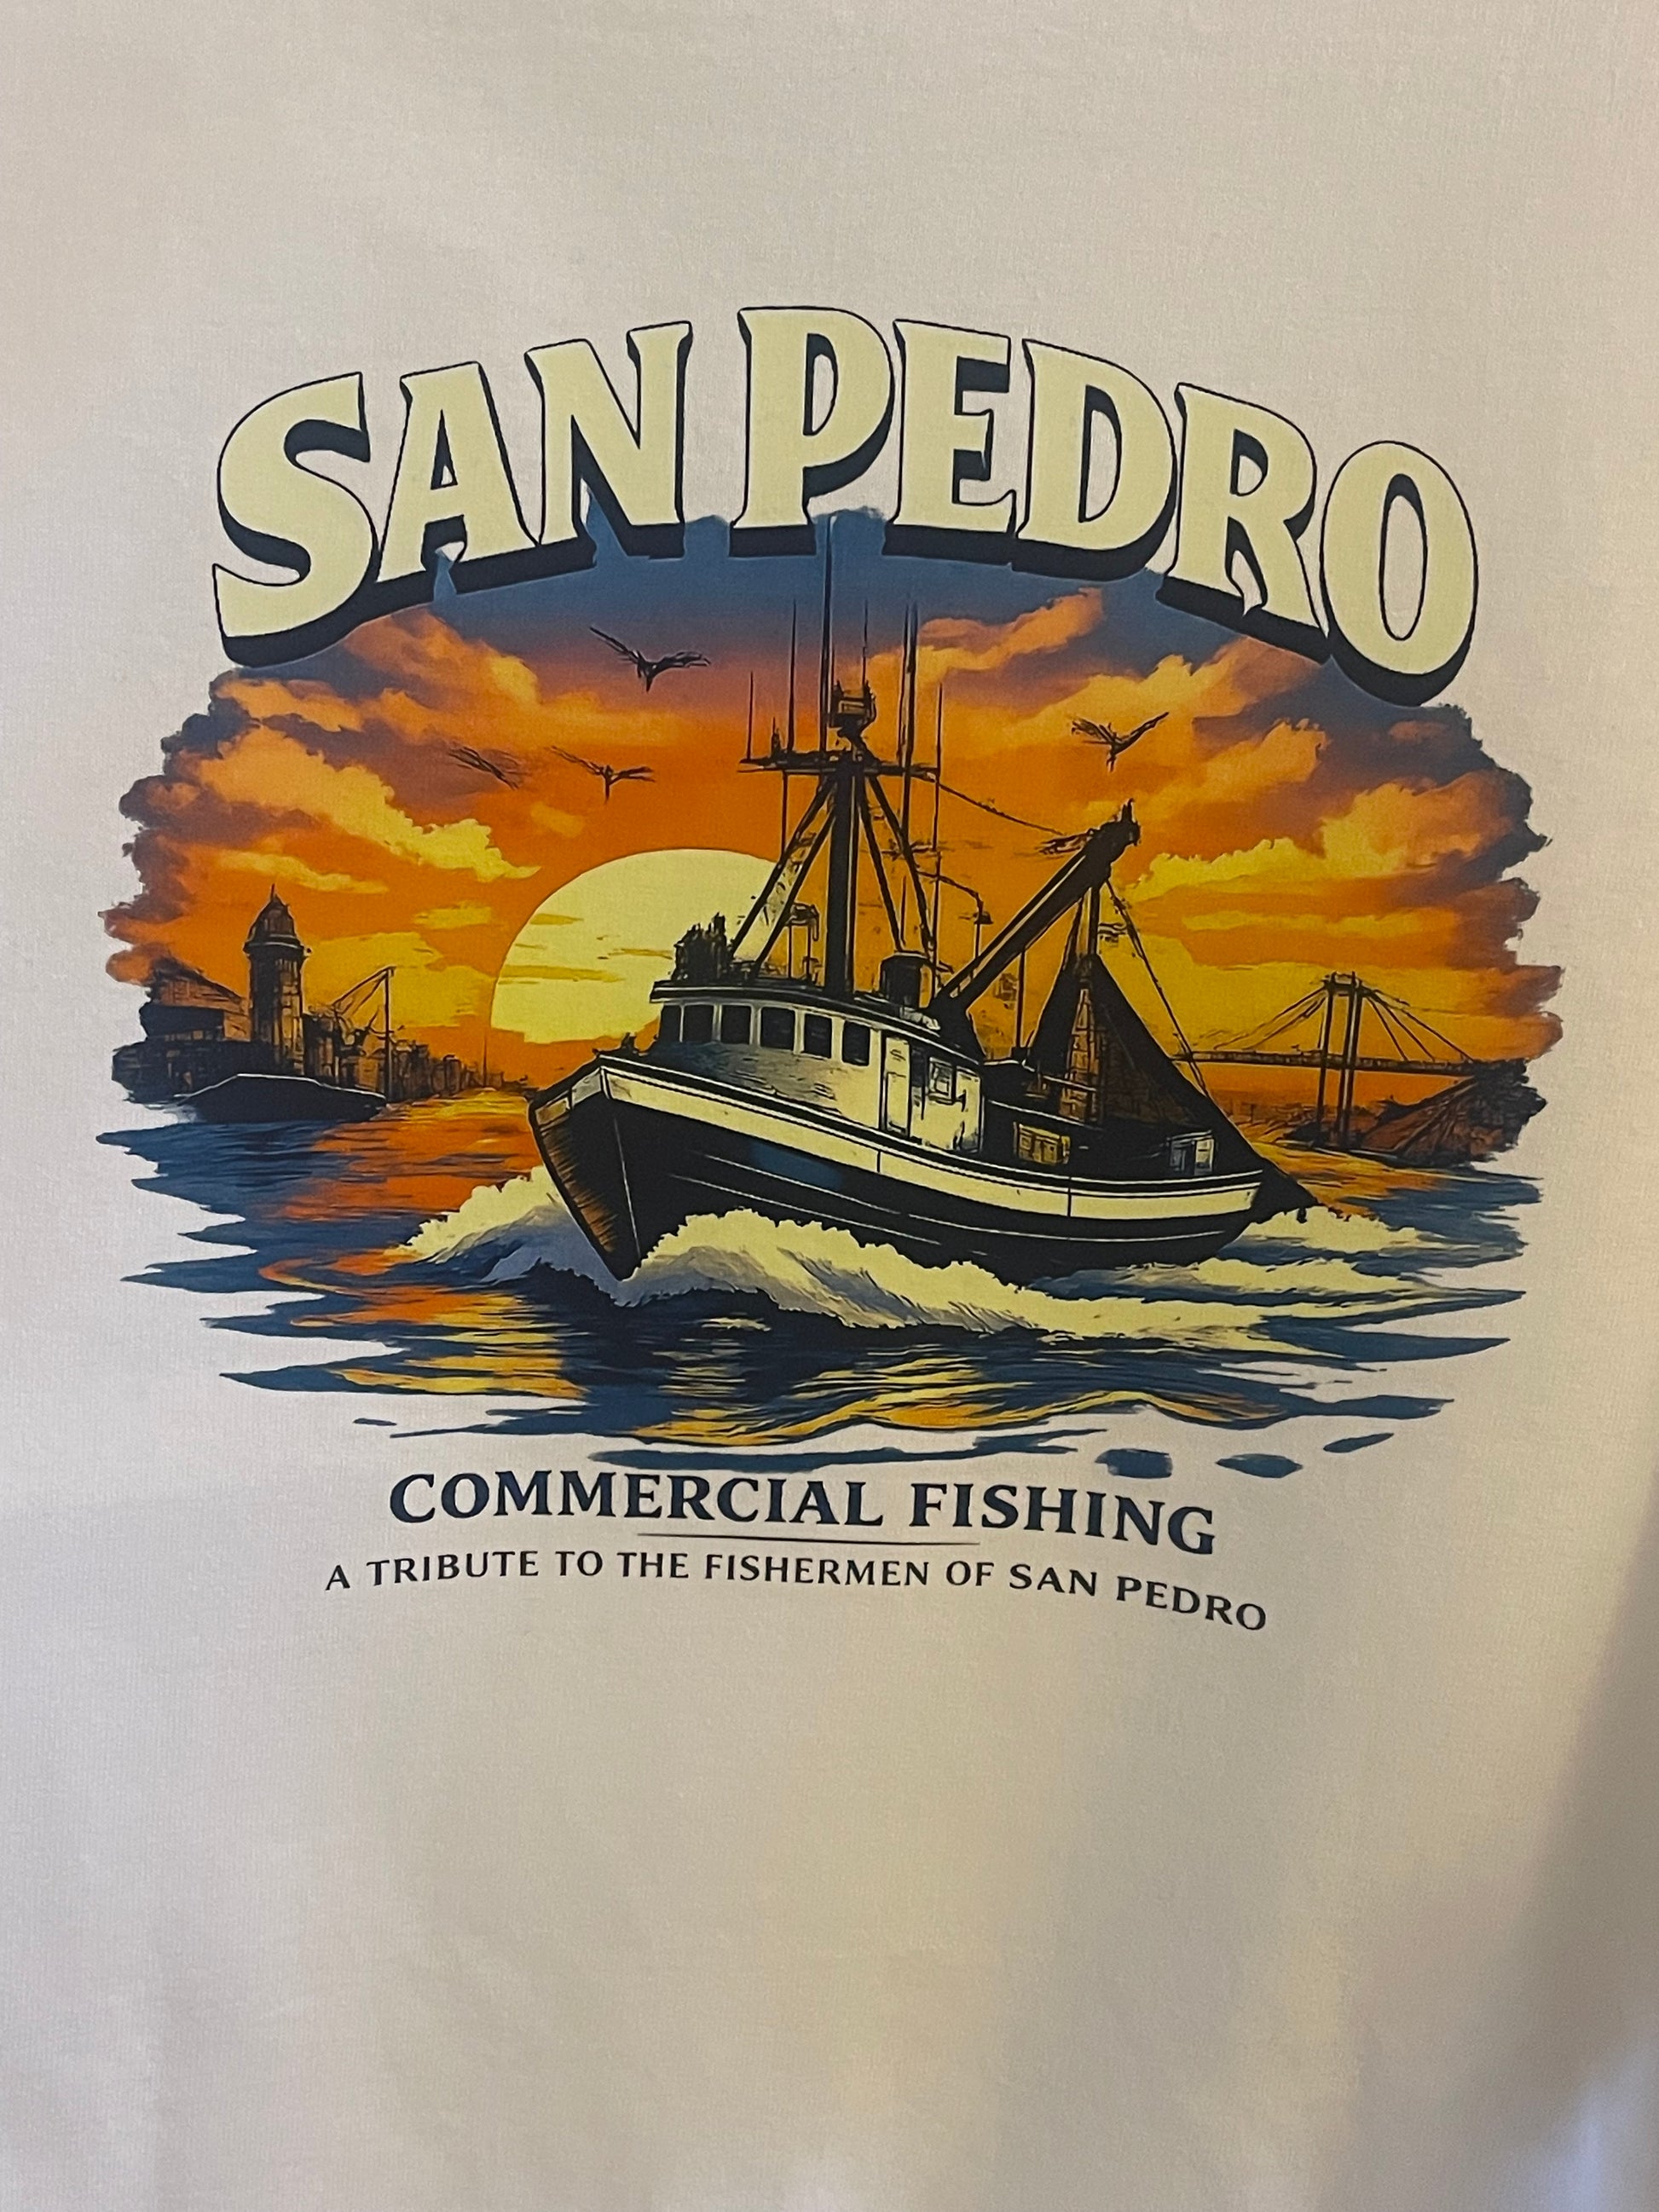 SAN PEDRO
COMMERCIAL FISHING
A TRIBUTE TO THE FISHERMEN OF SAN PEDRO